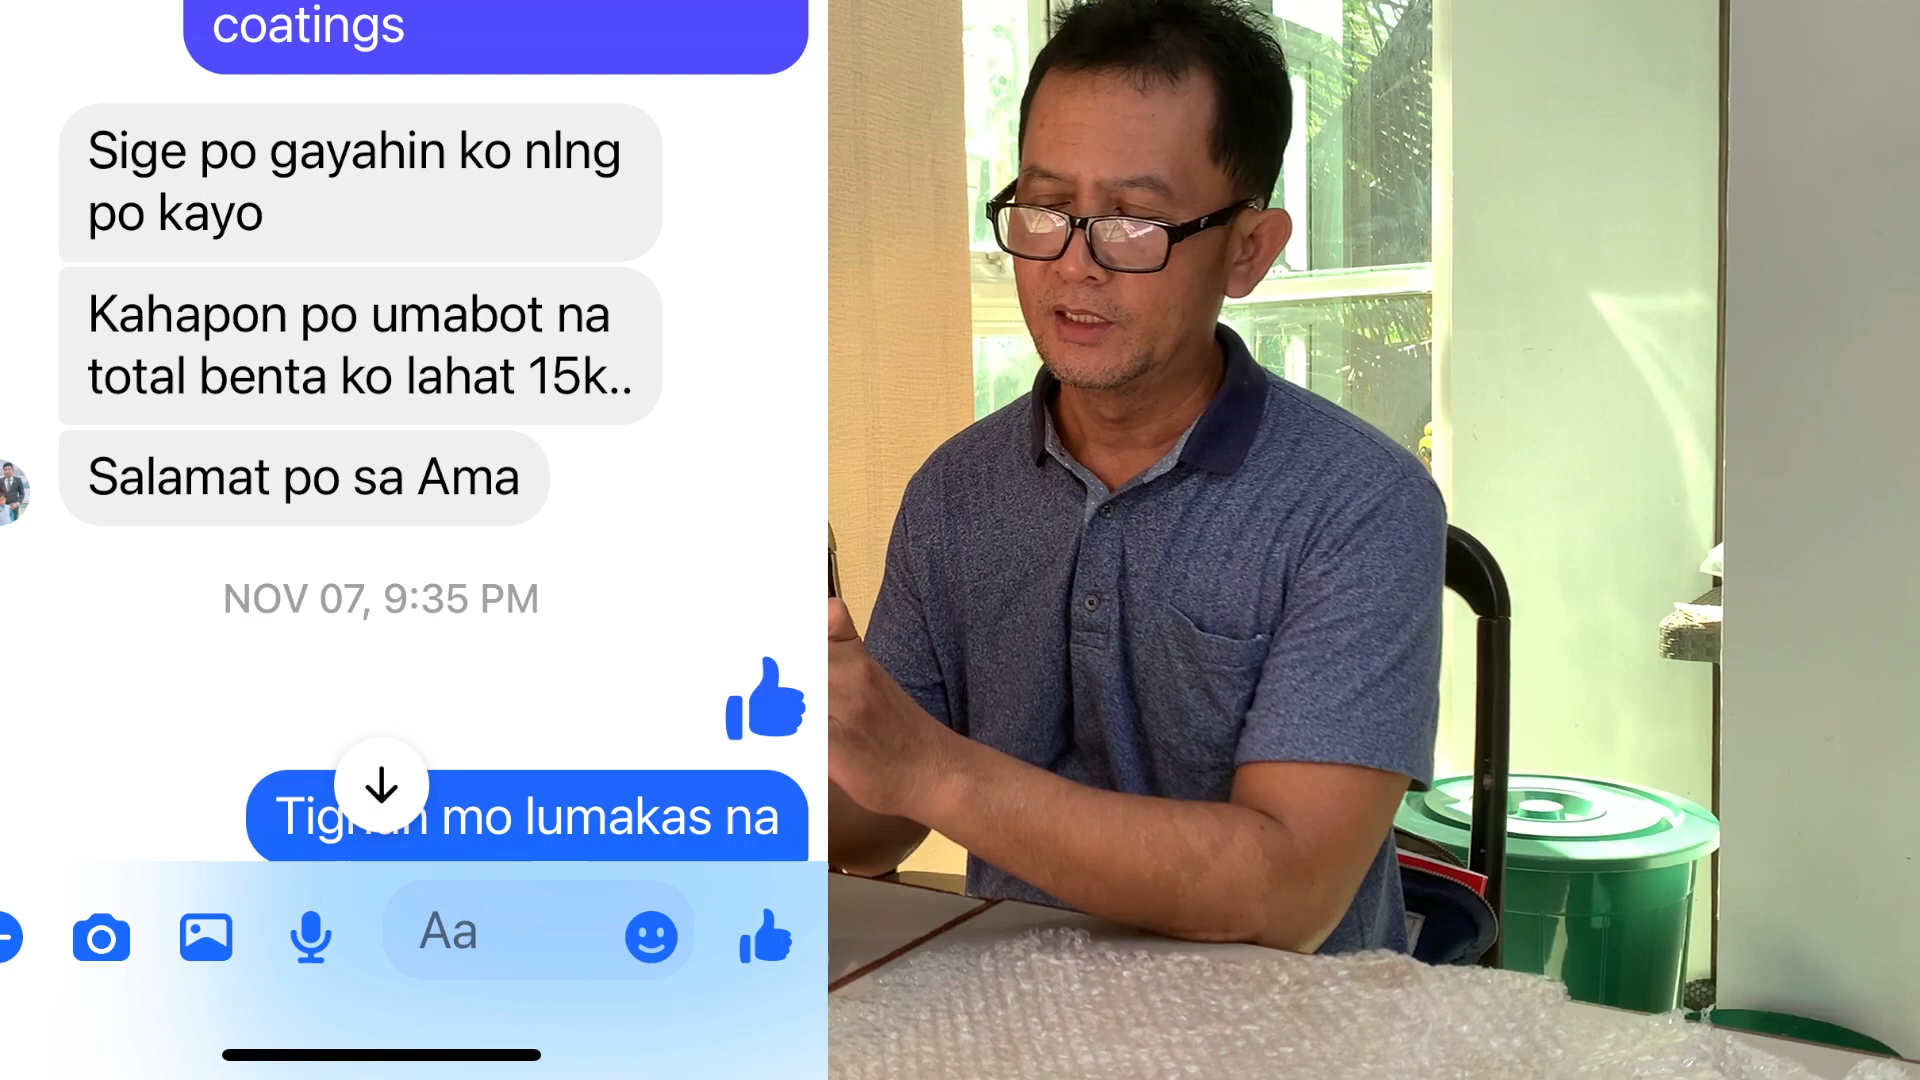 coatings
Sige po gayahin ko nlng
po kayo
Kahapon po umabot na
total benta ko lahat 15k..
Salamat po sa Ama
NOV 07, 9:35 PM
mo lumakas na
Aa